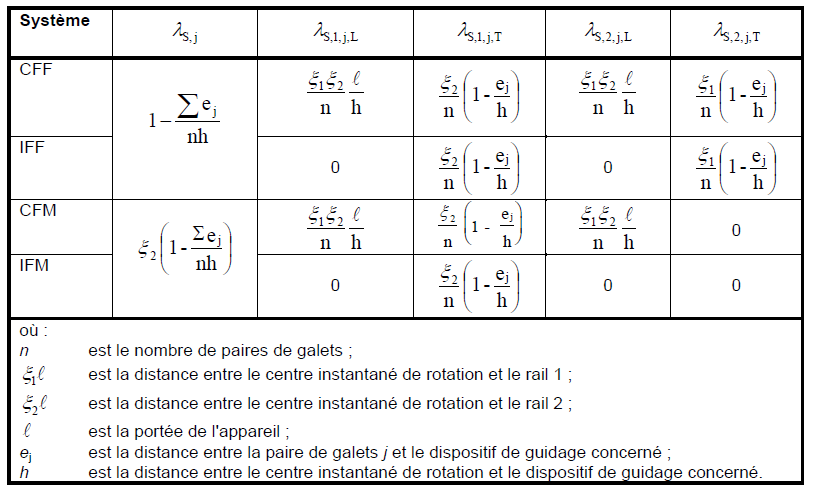 Système λS,j λS,1,j,L λS,1,j,T λS,2,j,L λS,2,j,T
CFF 1 − ∑ej / nh ξ1ξ2/n ℓ/h ξ2/n (1 - ej/h) ξ1ξ2/n ℓ/h ξ1/n (1 - ej/h)
IFF 0 ξ2/n (1 - ej/h) 0 ξ1/n (1 - ej/h)
CFM ξ2 (1 - Σej / nh) ξ1ξ2/n ℓ/h ξ2/n (1 - ej/h) ξ1ξ2/n ℓ/h 0
IFM 0 ξ2/n (1 - ej/h) 0 0
où :
n est le nombre de paires de galets ;
ξ1ℓ est la distance entre le centre instantané de rotation et le rail 1 ;
ξ2ℓ est la distance entre le centre instantané de rotation et le rail 2 ;
ℓ est la portée de l'appareil ;
ej est la distance entre la paire de galets j et le dispositif de guidage concerné ;
h est la distance entre le centre instantané de rotation et le dispositif de guidage concerné.